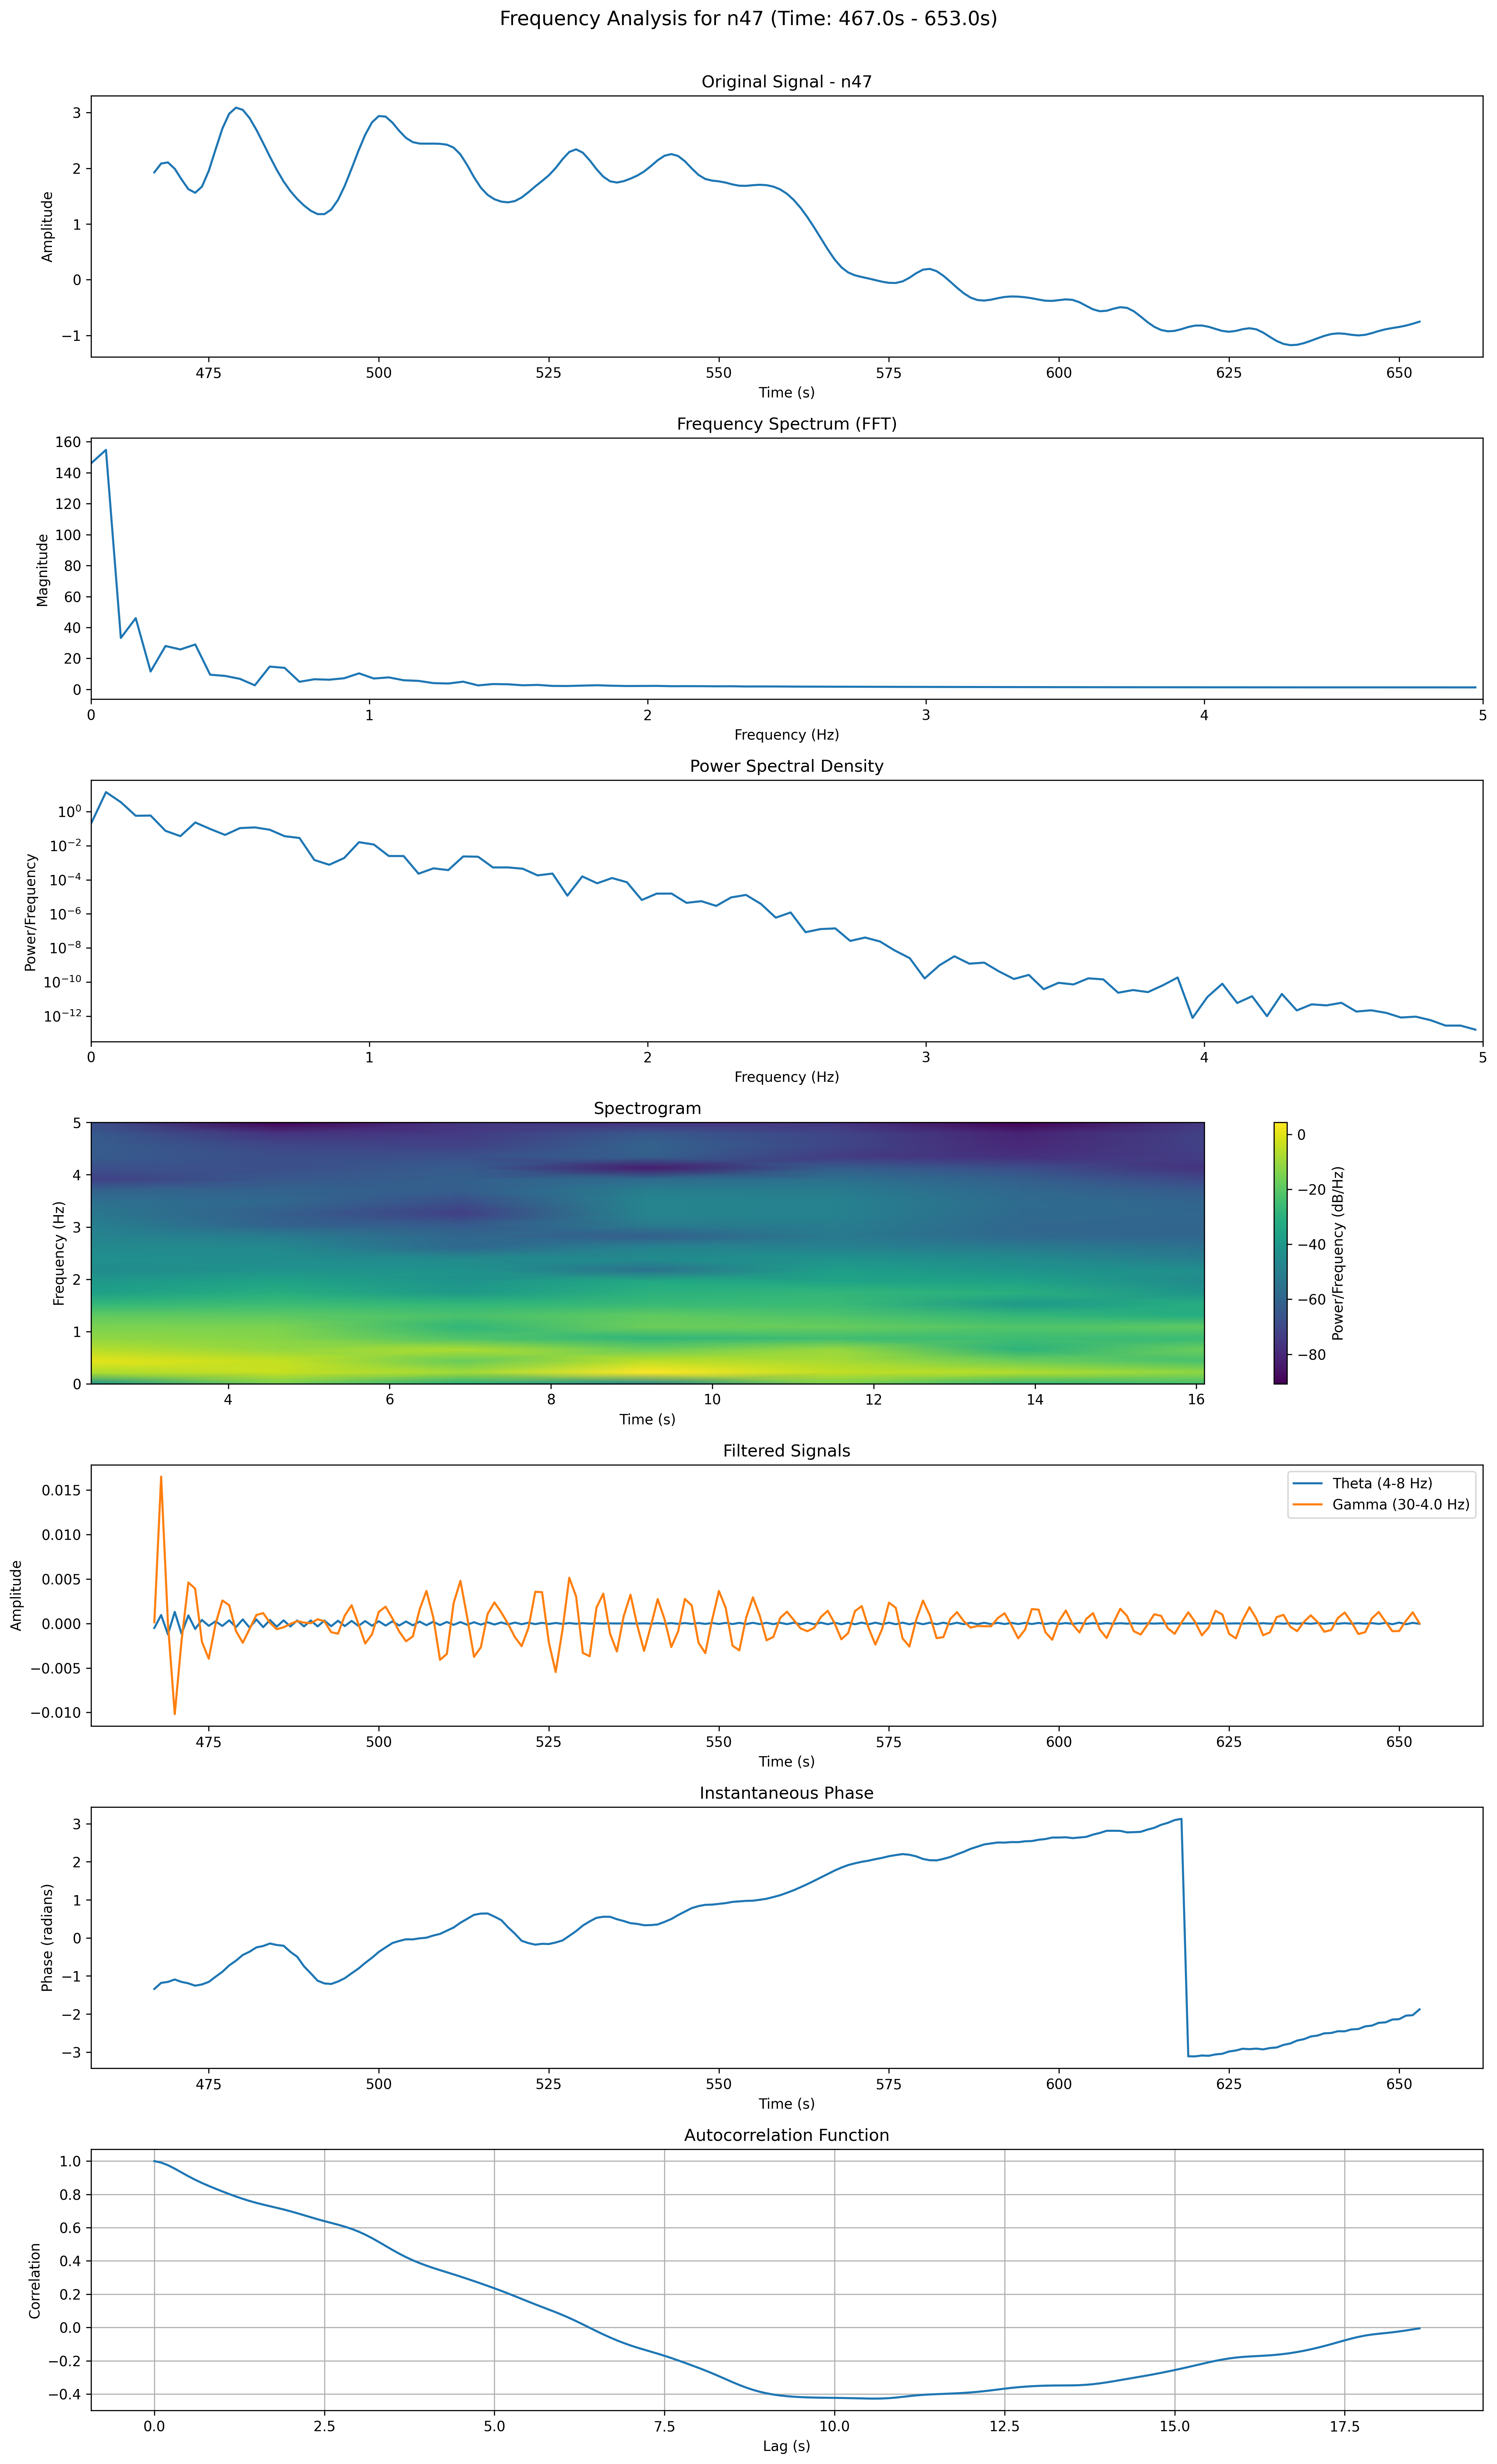 Frequency Analysis for n47 (Time: 467.0s - 653.0s)
Original Signal - n47
3
2
1
0
−1
Amplitude
475 500 525 550 575 600 625 650
Time (s)
Frequency Spectrum (FFT)
160
140
120
100
80
60
40
20
0
Magnitude
0 1 2 3 4 5
Frequency (Hz)
Power Spectral Density
10⁰
10⁻²
10⁻⁴
10⁻⁶
10⁻⁸
10⁻¹⁰
10⁻¹²
Power/Frequency
0 1 2 3 4 5
Frequency (Hz)
Spectrogram
5
4
3
2
1
0
Frequency (Hz)
4 6 8 10 12 14 16
Time (s)
0
−20
−40
−60
−80
Power/Frequency (dB/Hz)
Filtered Signals
0.015
0.010
0.005
0.000
−0.005
−0.010
Amplitude
Theta (4-8 Hz)
Gamma (30-4.0 Hz)
475 500 525 550 575 600 625 650
Time (s)
Instantaneous Phase
3
2
1
0
−1
−2
−3
Phase (radians)
475 500 525 550 575 600 625 650
Time (s)
Autocorrelation Function
1.0
0.8
0.6
0.4
0.2
0.0
−0.2
−0.4
Correlation
0.0 2.5 5.0 7.5 10.0 12.5 15.0 17.5
Lag (s)